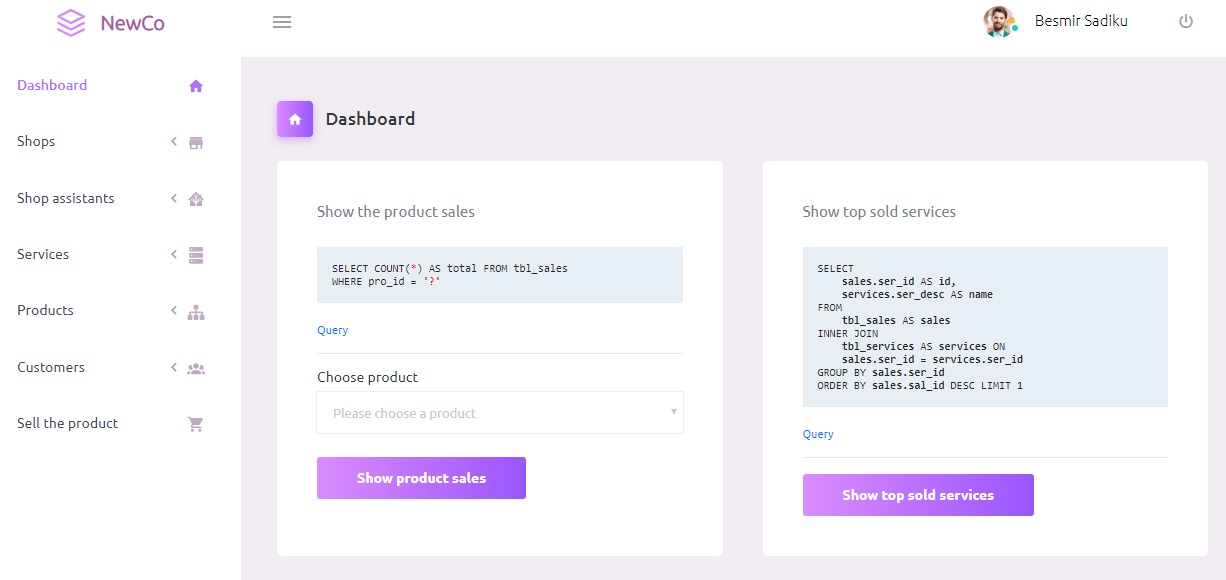 NewCo
Besmir Sadiku
Dashboard
Shops
Shop assistants
Services
Products
Customers
Sell the product
Dashboard
Show the product sales
SELECT COUNT(*) AS total FROM tbl_sales
WHERE pro_id = '?'
Query
Choose product
Please choose a product
Show product sales
Show top sold services
SELECT
sales.ser_id AS id,
services.ser_desc AS name
FROM
tbl_sales AS sales
INNER JOIN
tbl_services AS services ON
sales.ser_id = services.ser_id
GROUP BY sales.ser_id
ORDER BY sales.sal_id DESC LIMIT 1
Query
Show top sold services